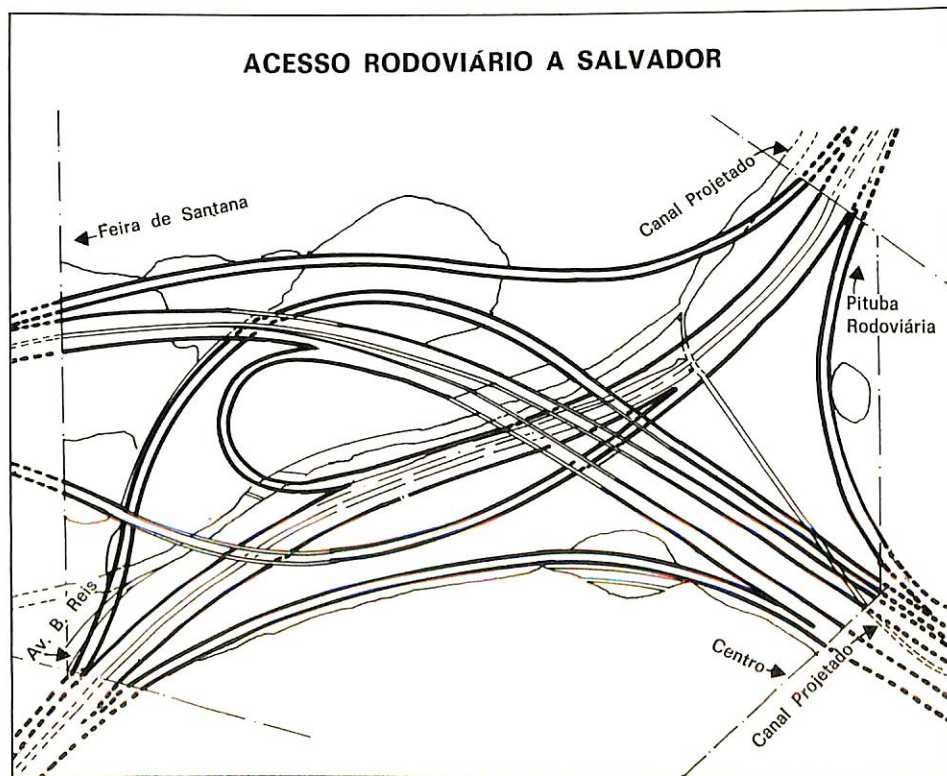 ACESSO RODOVIÁRIO A SALVADOR
Feira de Santana
Canal Projetado
Pituba
Rodoviária
Av. B. Reis
Centro
Canal Projetado